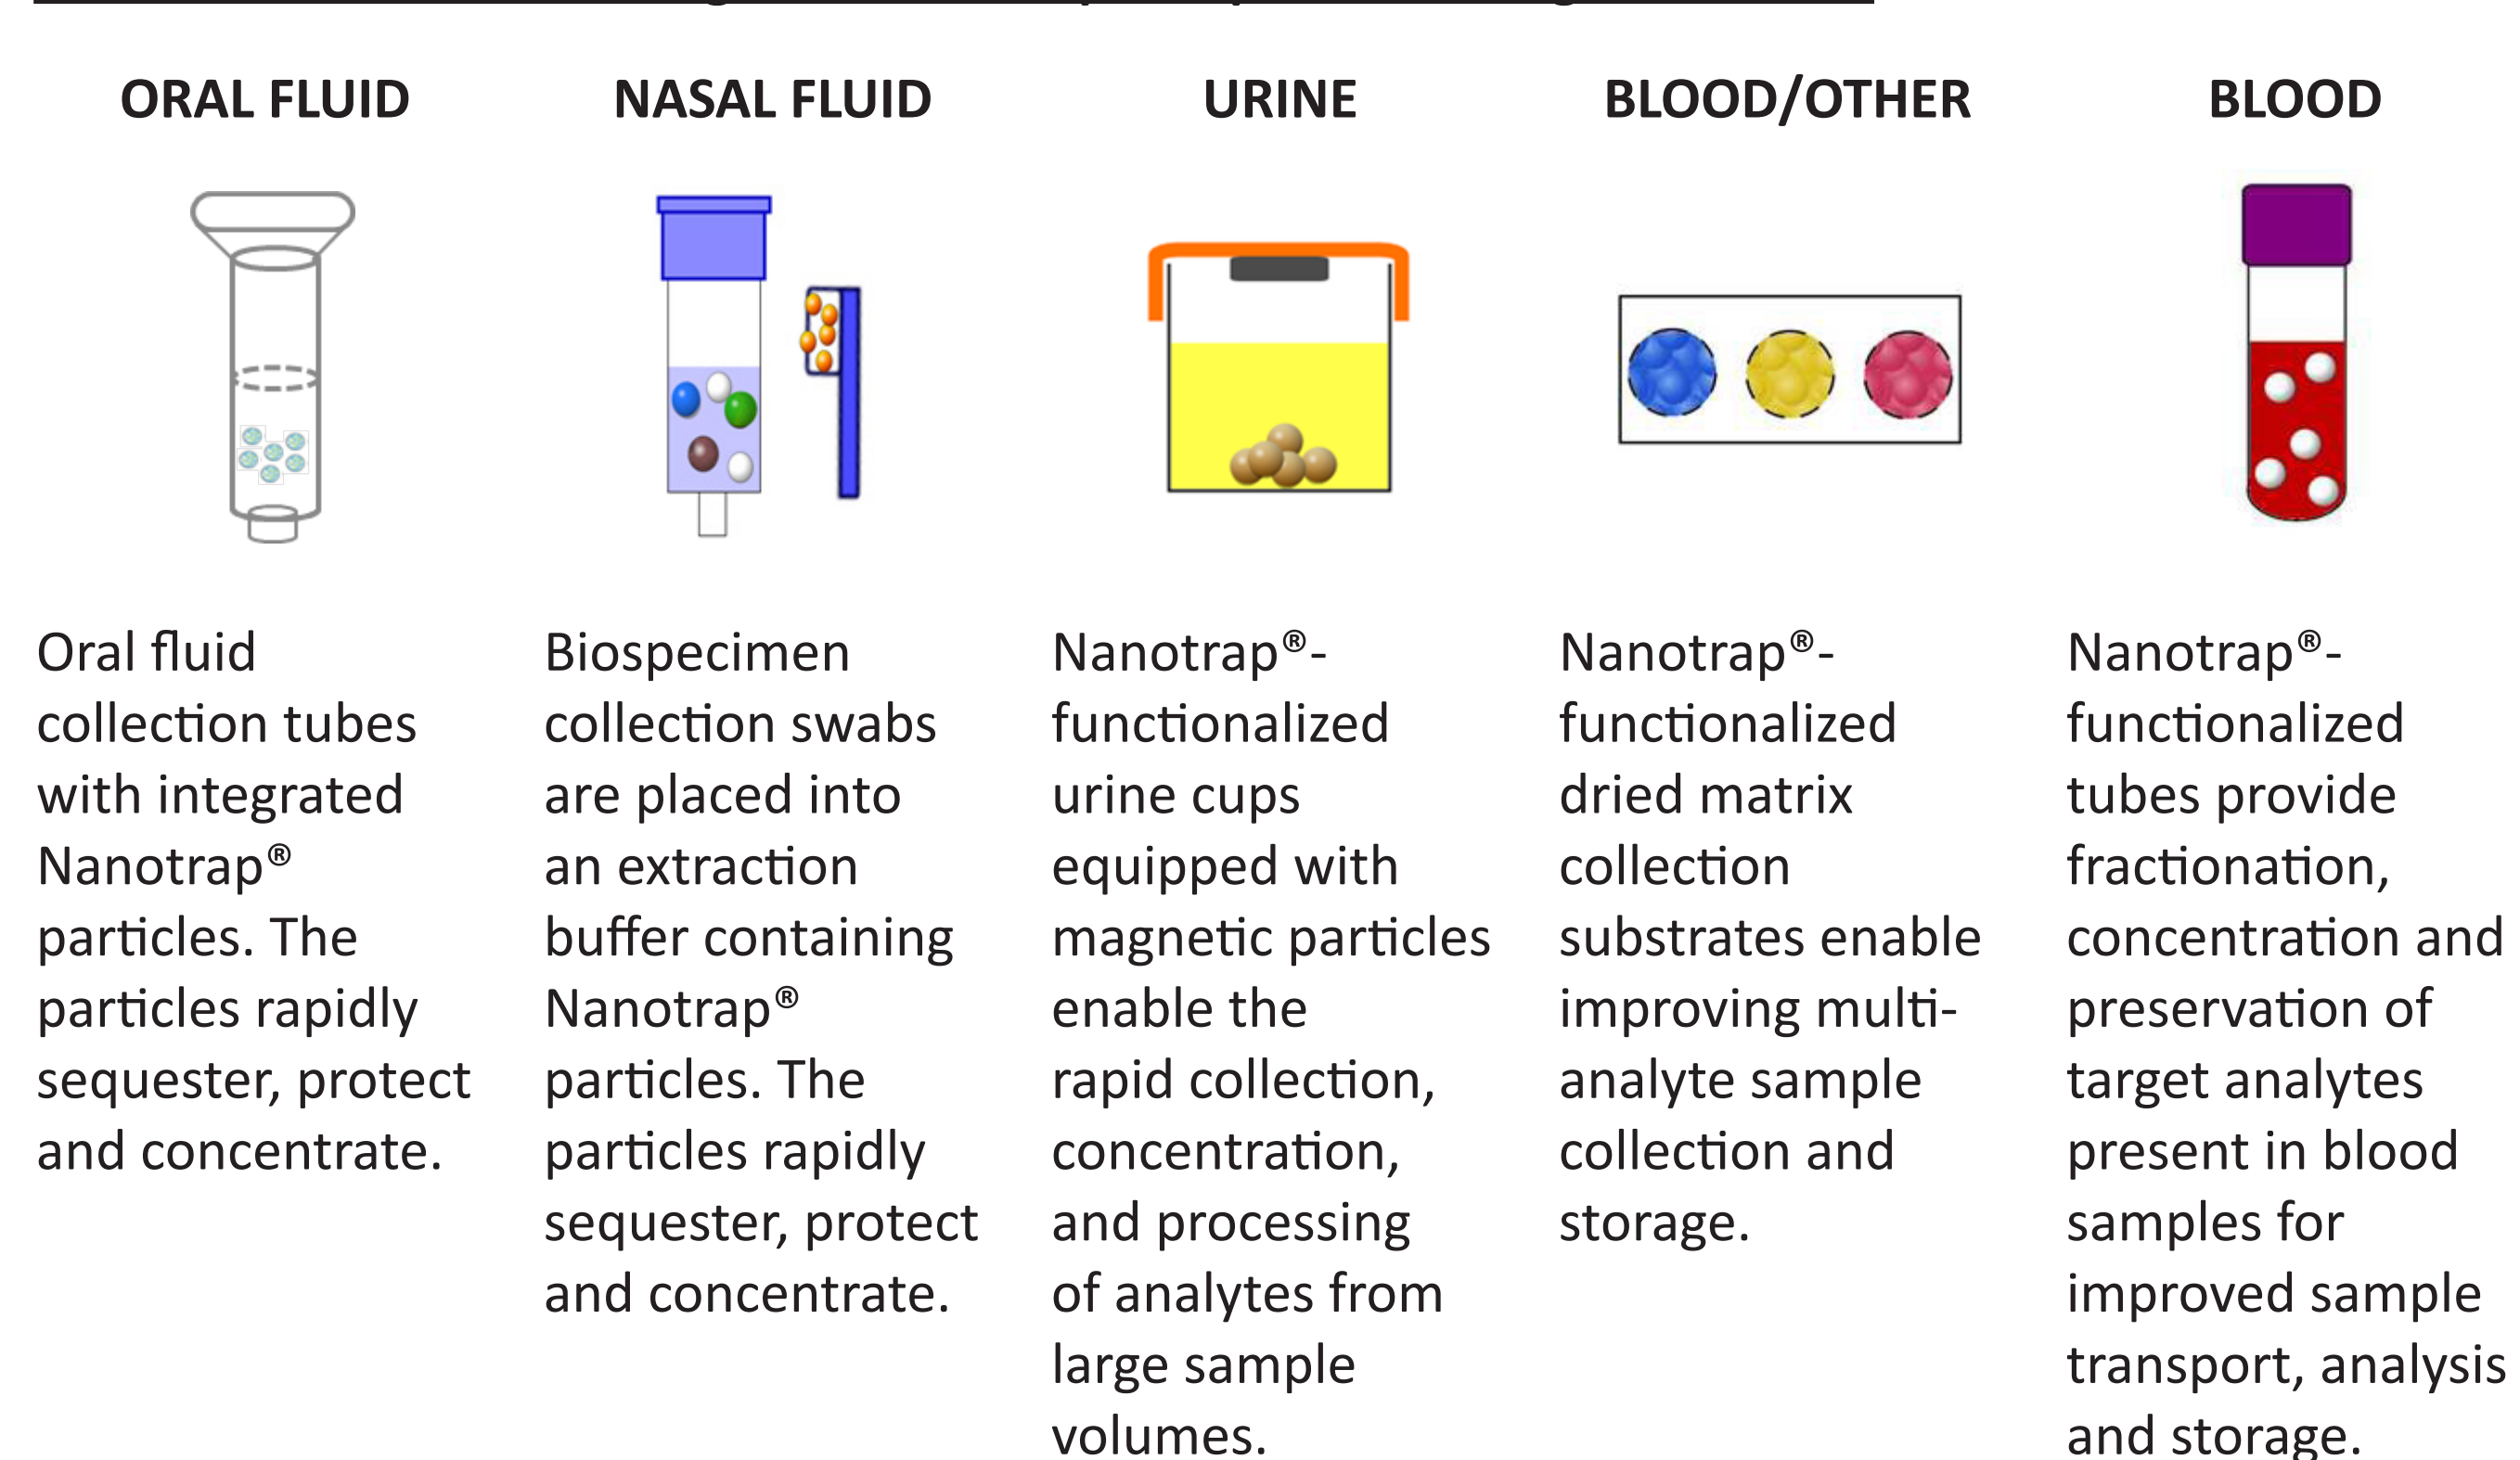 ORAL FLUID
NASAL FLUID
URINE
BLOOD/OTHER
BLOOD
Oral fluid
collection tubes
with integrated
Nanotrap®
particles. The
particles rapidly
sequester, protect
and concentrate.
Biospecimen
collection swabs
are placed into
an extraction
buffer containing
Nanotrap®
particles. The
particles rapidly
sequester, protect
and concentrate.
Nanotrap®-
functionalized
urine cups
equipped with
magnetic particles
enable the
rapid collection,
concentration,
and processing
of analytes from
large sample
volumes.
Nanotrap®-
functionalized
dried matrix
collection
substrates enable
improving multi-
analyte sample
collection and
storage.
Nanotrap®-
functionalized
tubes provide
fractionation,
concentration and
preservation of
target analytes
present in blood
samples for
improved sample
transport, analysis
and storage.